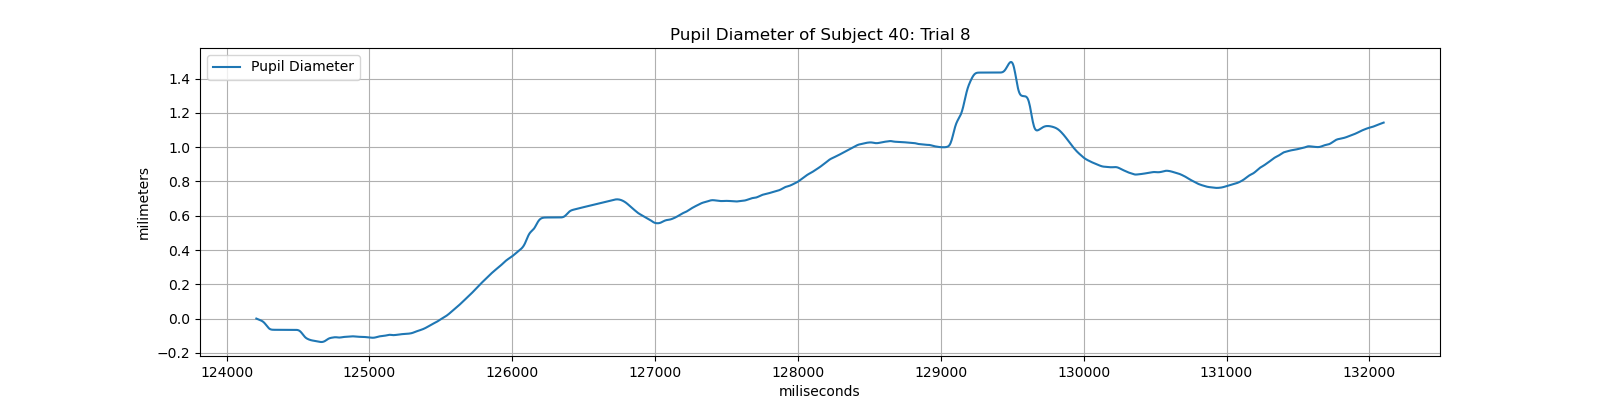 Pupil Diameter of Subject 40: Trial 8
Pupil Diameter
milimeters
1.4
1.2
1.0
0.8
0.6
0.4
0.2
0.0
−0.2
124000 125000 126000 127000 128000 129000 130000 131000 132000
miliseconds